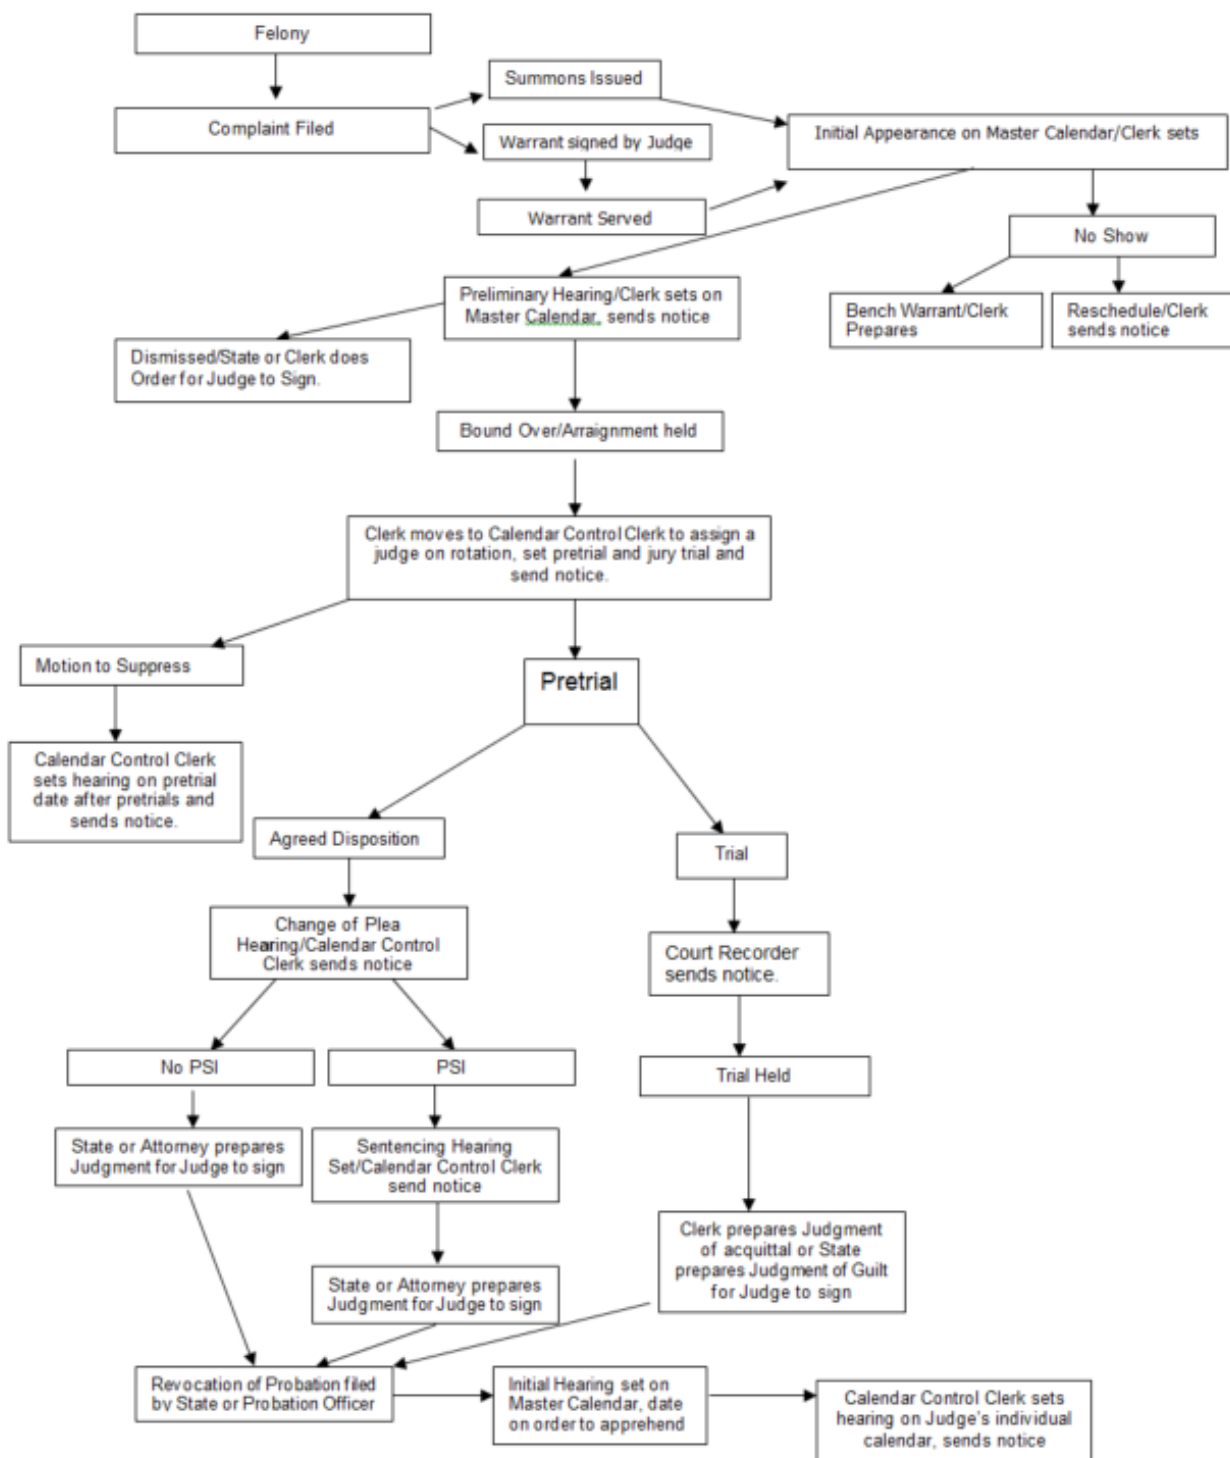 Felony
Summons Issued
Complaint Filed
Warrant signed by Judge
Initial Appearance on Master Calendar/Clerk sets
Warrant Served
No Show
Preliminary Hearing/Clerk sets on
Master Calendar, sends notice
Bench Warrant/Clerk
Prepares
Reschedule/Clerk
sends notice
Dismissed/State or Clerk does
Order for Judge to Sign.
Bound Over/Arraignment held
Clerk moves to Calendar Control Clerk to assign a
judge on rotation, set pretrial and jury trial and
send notice.
Motion to Suppress
Pretrial
Calendar Control Clerk
sets hearing on pretrial
date after pretrials and
sends notice.
Agreed Disposition
Trial
Change of Plea
Hearing/Calendar Control
Clerk sends notice
Court Recorder
sends notice.
No PSI
PSI
Trial Held
State or Attorney prepares
Judgment for Judge to sign
Sentencing Hearing
Set/Calendar Control Clerk
send notice
Clerk prepares Judgment
of acquittal or State
prepares Judgment of Guilt
for Judge to sign
State or Attorney prepares
Judgment for Judge to sign
Revocation of Probation filed
by State or Probation Officer
Initial Hearing set on
Master Calendar, date
on order to apprehend
Calendar Control Clerk sets
hearing on Judge's individual
calendar, sends notice